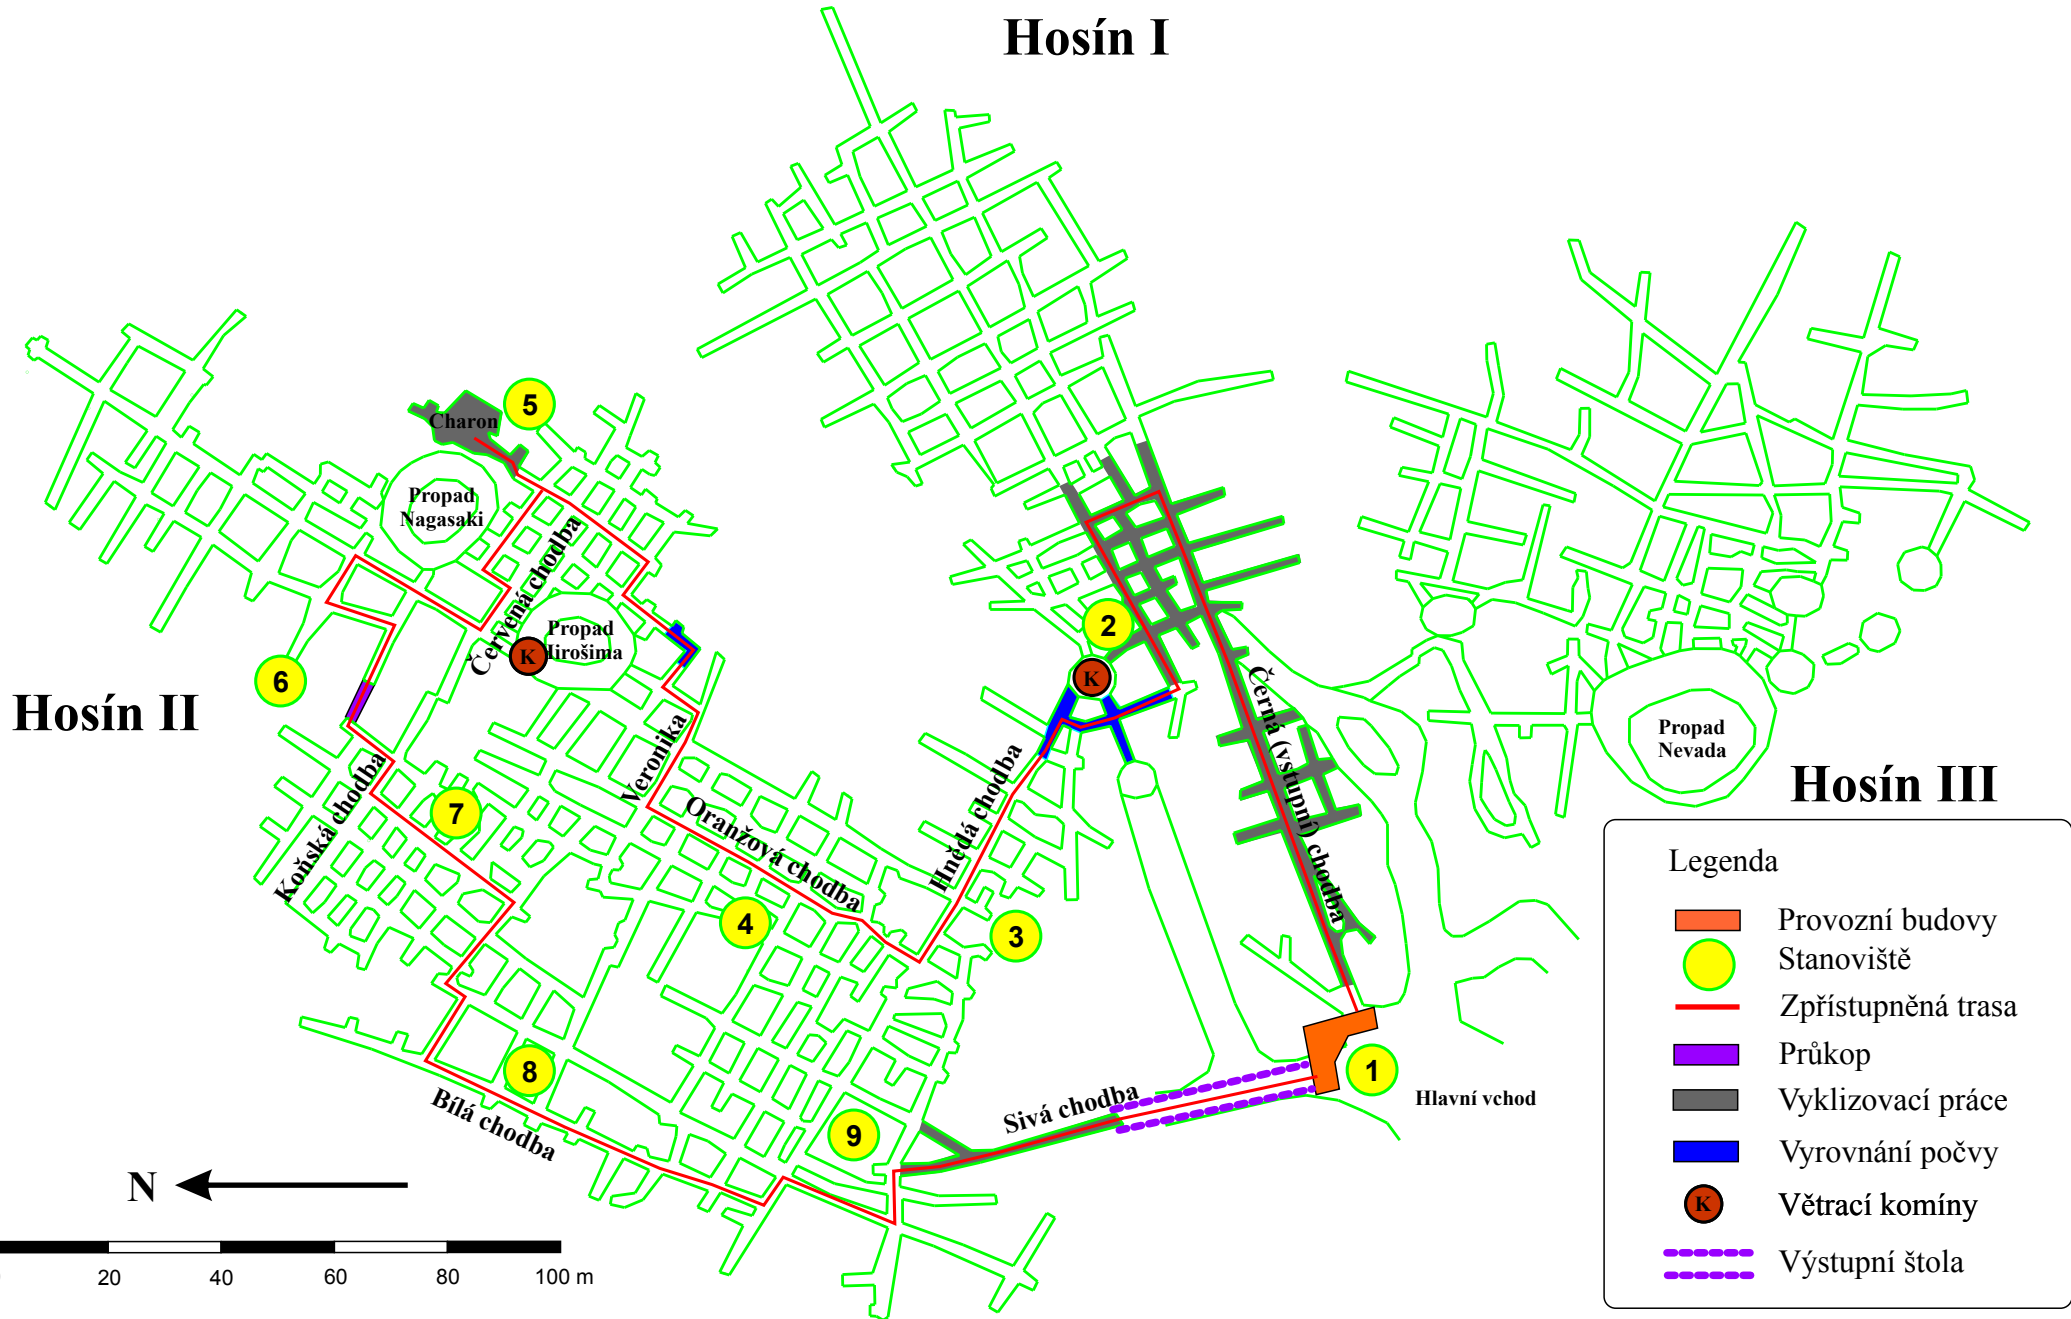 Hosín I
5
Charon
Propad
Nagasaki
Červená chodba
2
Propad
Hirošima
K
K
6
Hosín II
Černá (vstupní) chodba
Propad
Nevada
Hosín III
Veronika
Koňská chodba
7
Oranžová chodba
Hnědá chodba
4
3
8
Bílá chodba
9
Sivá chodba
1
Hlavní vchod
N
20
40
60
80
100 m
Legenda
Provozní budovy
Stanoviště
Zpřístupněná trasa
Průkop
Vyklizovací práce
Vyrovnání počvy
K
Větrací komíny
Výstupní štola